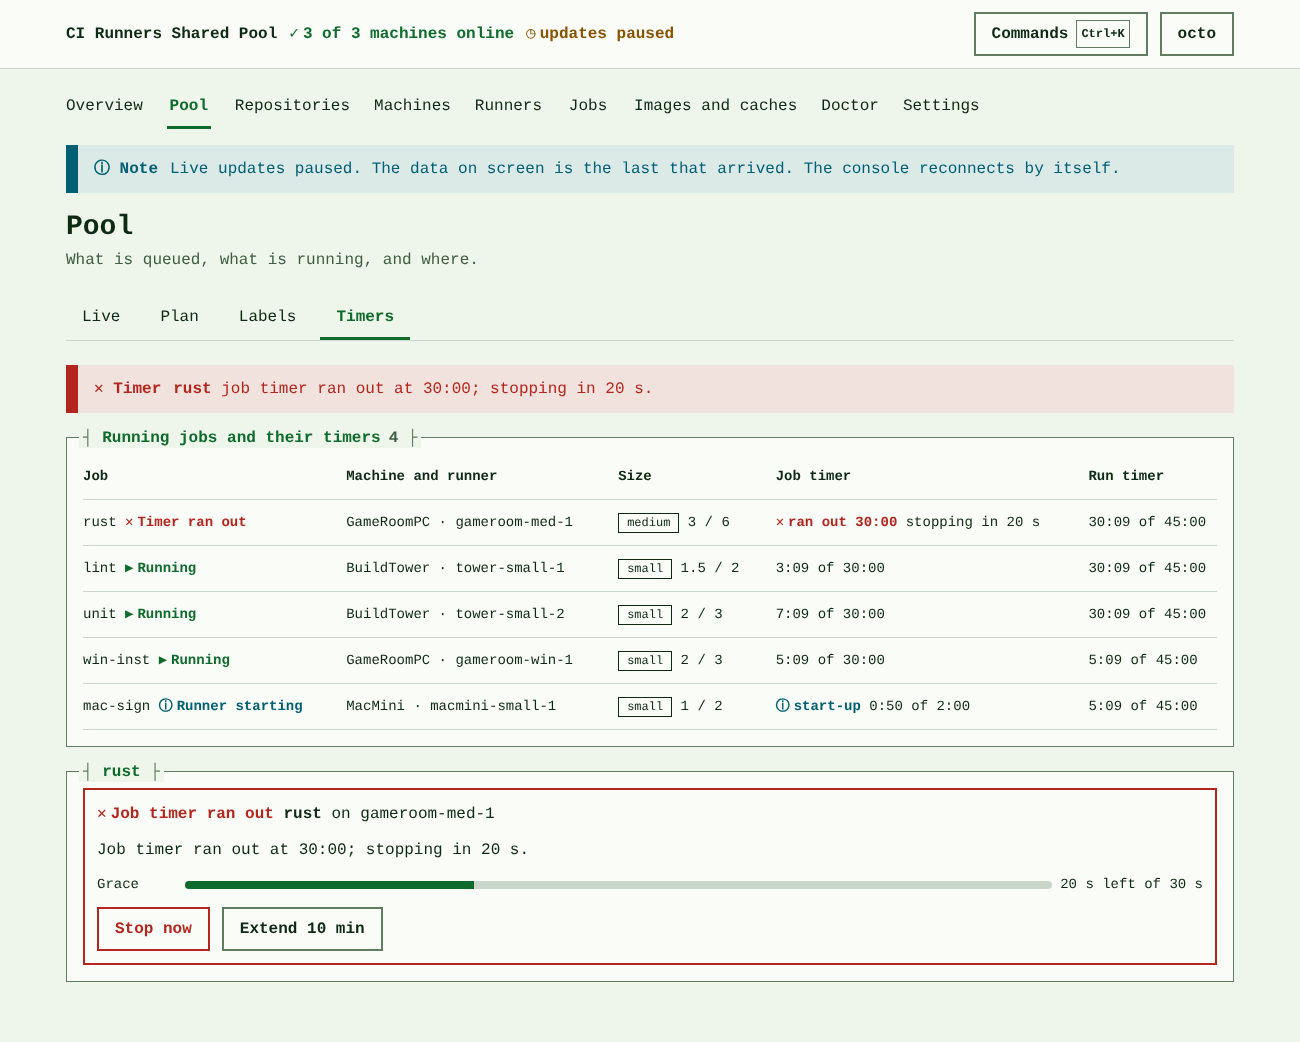 CI Runners Shared Pool ✓ 3 of 3 machines online ◷ updates paused Commands Ctrl+K octo
Overview Pool Repositories Machines Runners Jobs Images and caches Doctor Settings
ⓘ Note Live updates paused. The data on screen is the last that arrived. The console reconnects by itself.
Pool
What is queued, what is running, and where.
Live Plan Labels Timers
✕ Timer rust job timer ran out at 30:00; stopping in 20 s.
Running jobs and their timers 4
Job Machine and runner Size Job timer Run timer
rust ✕ Timer ran out GameRoomPC · gameroom-med-1 medium 3 / 6 ✕ ran out 30:00 stopping in 20 s 30:09 of 45:00
lint ▶ Running BuildTower · tower-small-1 small 1.5 / 2 3:09 of 30:00 30:09 of 45:00
unit ▶ Running BuildTower · tower-small-2 small 2 / 3 7:09 of 30:00 30:09 of 45:00
win-inst ▶ Running GameRoomPC · gameroom-win-1 small 2 / 3 5:09 of 30:00 5:09 of 45:00
mac-sign ⓘ Runner starting MacMini · macmini-small-1 small 1 / 2 ⓘ start-up 0:50 of 2:00 5:09 of 45:00
rust
✕ Job timer ran out rust on gameroom-med-1
Job timer ran out at 30:00; stopping in 20 s.
Grace 20 s left of 30 s
Stop now Extend 10 min